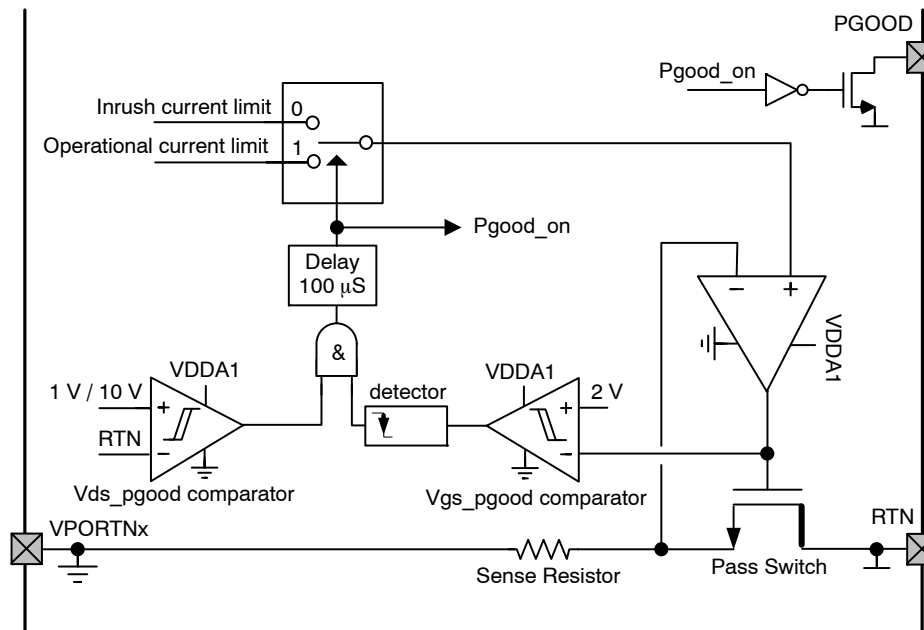 PGOOD
Pgood_on
Inrush current limit
0
Operational current limit
1
Pgood_on
Delay
100 μS
&
− +
VDDA1
VDDA1
1 V / 10 V
+
RTN
−
Vds_pgood comparator
detector
VDDA1
2 V
+
−
Vgs_pgood comparator
VPORTNx
Sense Resistor
Pass Switch
RTN